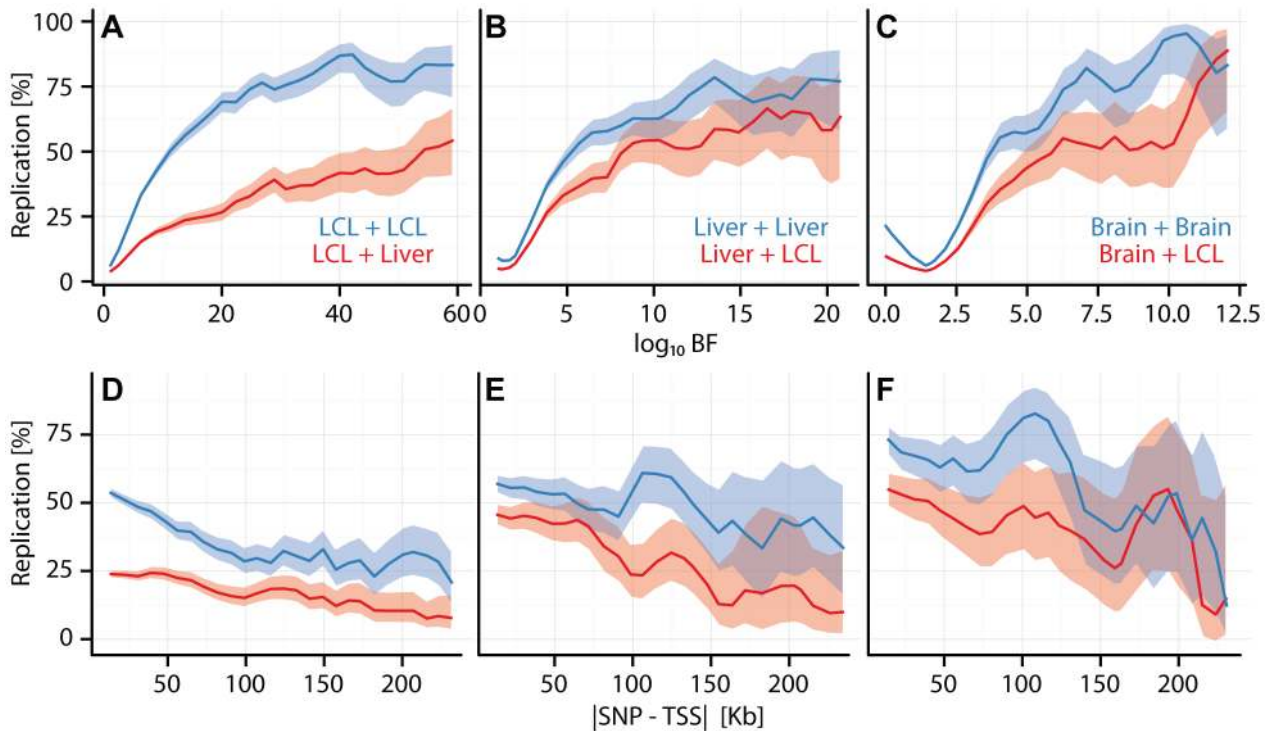 A
B
C
Replication [%]
100
75
50
25
0
LCL + LCL
LCL + Liver
Liver + Liver
Liver + LCL
Brain + Brain
Brain + LCL
0 20 40 60
0 5 10 15 20
0.0 2.5 5.0 7.5 10.0 12.5
log₁₀ BF
D
E
F
Replication [%]
75
50
25
0
50 100 150 200
50 100 150 200
50 100 150 200
|SNP - TSS| [Kb]